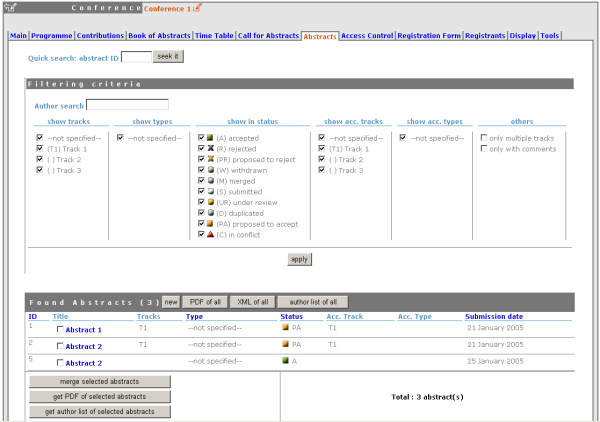 Conference Conference 1
Main | Programme | Contributions | Book of Abstracts | Time Table | Call for Abstracts | Abstracts | Access Control | Registration Form | Registrants | Display | Tools |
Quick search: abstract ID seek it
Filtering criteria
Author search
show tracks show types show in status show acc. tracks show acc. types others
--not specified-- --not specified-- (A) accepted --not specified-- --not specified-- only multiple tracks
(T1) Track 1 (R) rejected (T1) Track 1 only with comments
( ) Track 2 (PR) proposed to reject ( ) Track 2
( ) Track 3 (W) withdrawn ( ) Track 3
(M) merged
(S) submitted
(UR) under review
(D) duplicated
(PA) proposed to accept
(C) in conflict
apply
Found Abstracts (3) new PDF of all XML of all author list of all
ID Title Tracks Type Status Acc. Track Acc. Type Submission date
1 Abstract 1 T1 --not specified-- PA T1 21 January 2005
2 Abstract 2 T1 --not specified-- PA T1 21 January 2005
5 Abstract 2 --not specified-- A 25 January 2005
merge selected abstracts
get PDF of selected abstracts Total : 3 abstract(s)
get author list of selected abstracts